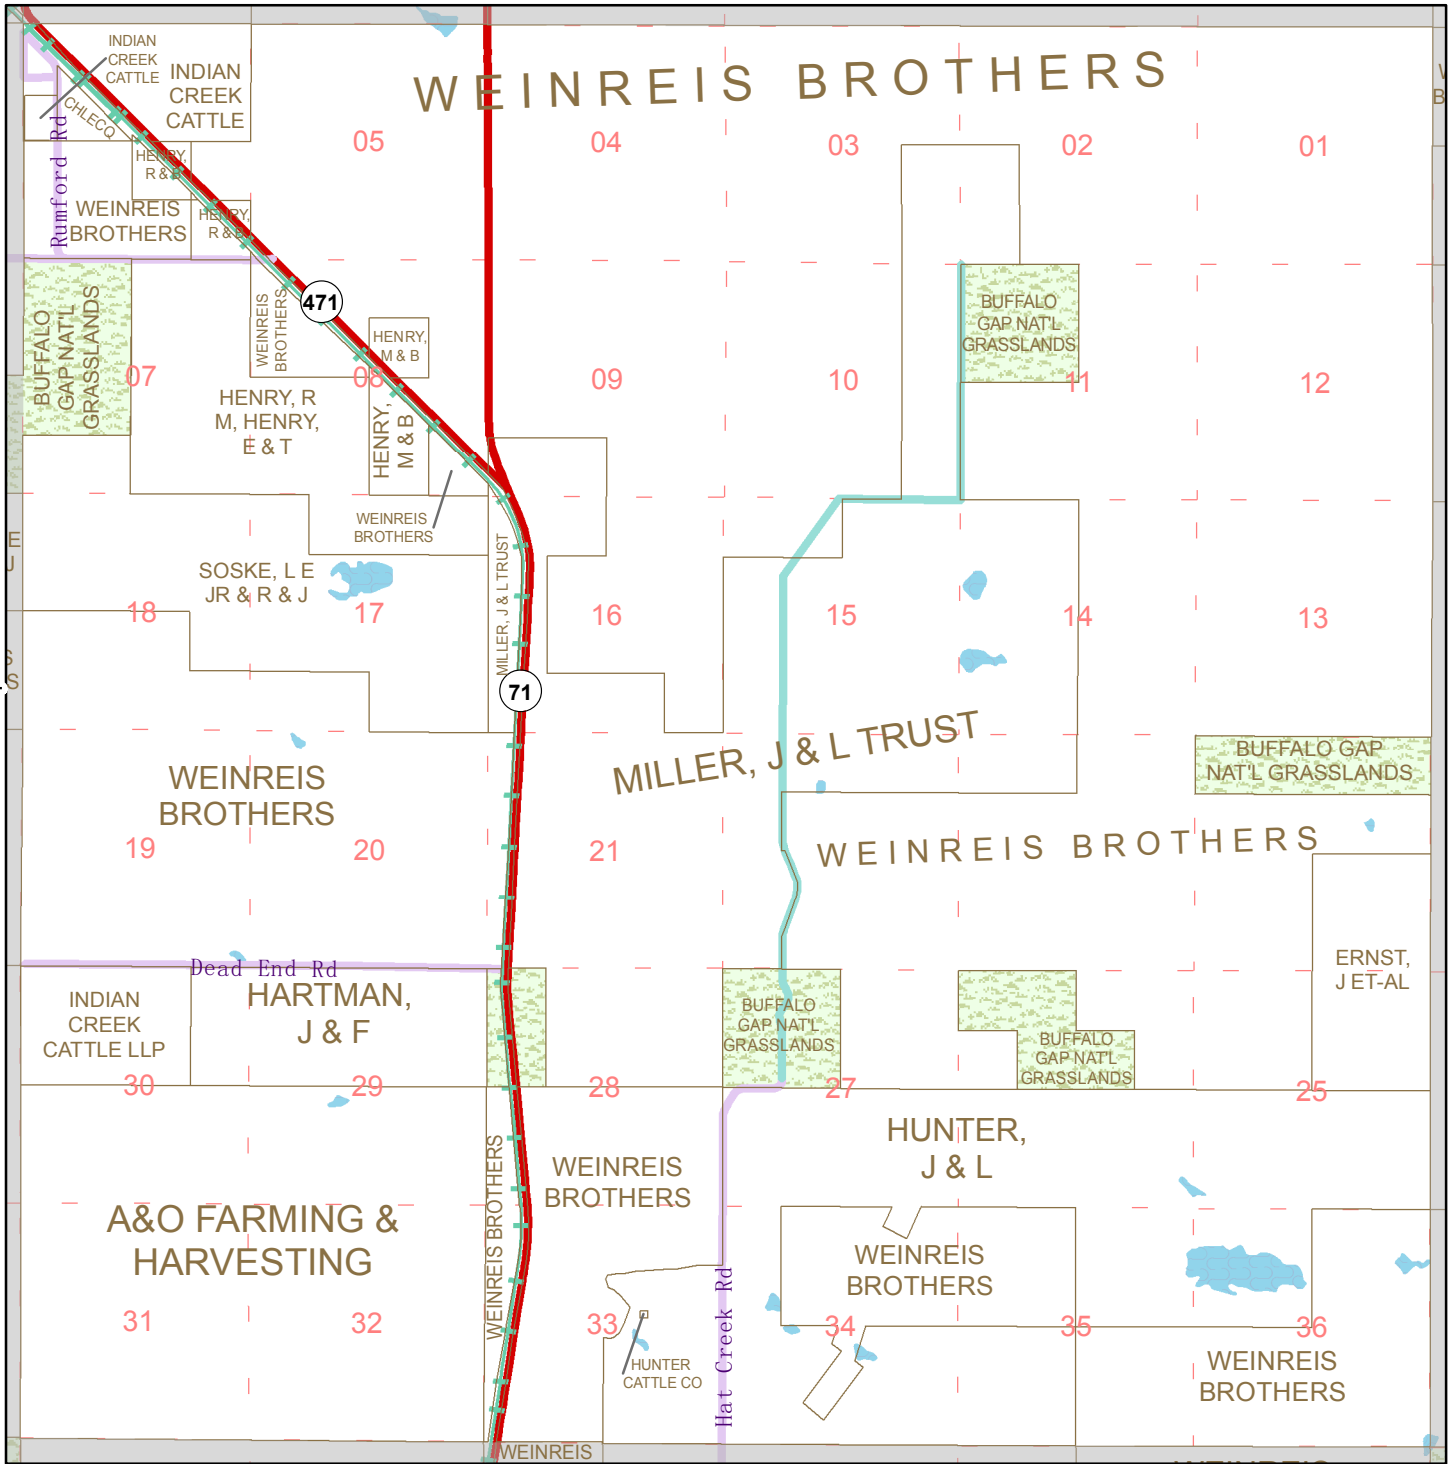 INDIAN
CREEK
CATTLE
INDIAN
CREEK
CATTLE
CHLECQ
WEINREIS BROTHERS
05
04
03
02
01
Rumford Rd
HENRY,
R & B
WEINREIS
BROTHERS
HENRY,
R & B
BUFFALO
GAP NAT'L
GRASSLANDS
07
WEINREIS
BROTHERS
471
HENRY,
M & B
08
09
10
BUFFALO
GAP NAT'L
GRASSLANDS
11
12
HENRY, R
M, HENRY,
E & T
HENRY,
M & B
WEINREIS
BROTHERS
E
J
SOSKE, L E
JR & R & J
18
17
MILLER, J & L TRUST
16
15
14
13
S
S
71
MILLER, J & L TRUST
BUFFALO GAP
NAT'L GRASSLANDS
WEINREIS
BROTHERS
19
20
21
WEINREIS BROTHERS
ERNST,
J ET-AL
Dead End Rd
INDIAN
CREEK
CATTLE LLP
HARTMAN,
J & F
BUFFALO
GAP NAT'L
GRASSLANDS
BUFFALO
GAP NAT'L
GRASSLANDS
30
29
28
27
25
HUNTER,
J & L
WEINREIS BROTHERS
WEINREIS
BROTHERS
A&O FARMING &
HARVESTING
WEINREIS
BROTHERS
31
32
33
34
35
36
Hat Creek Rd
HUNTER
CATTLE CO
WEINREIS
BROTHERS
WEINREIS